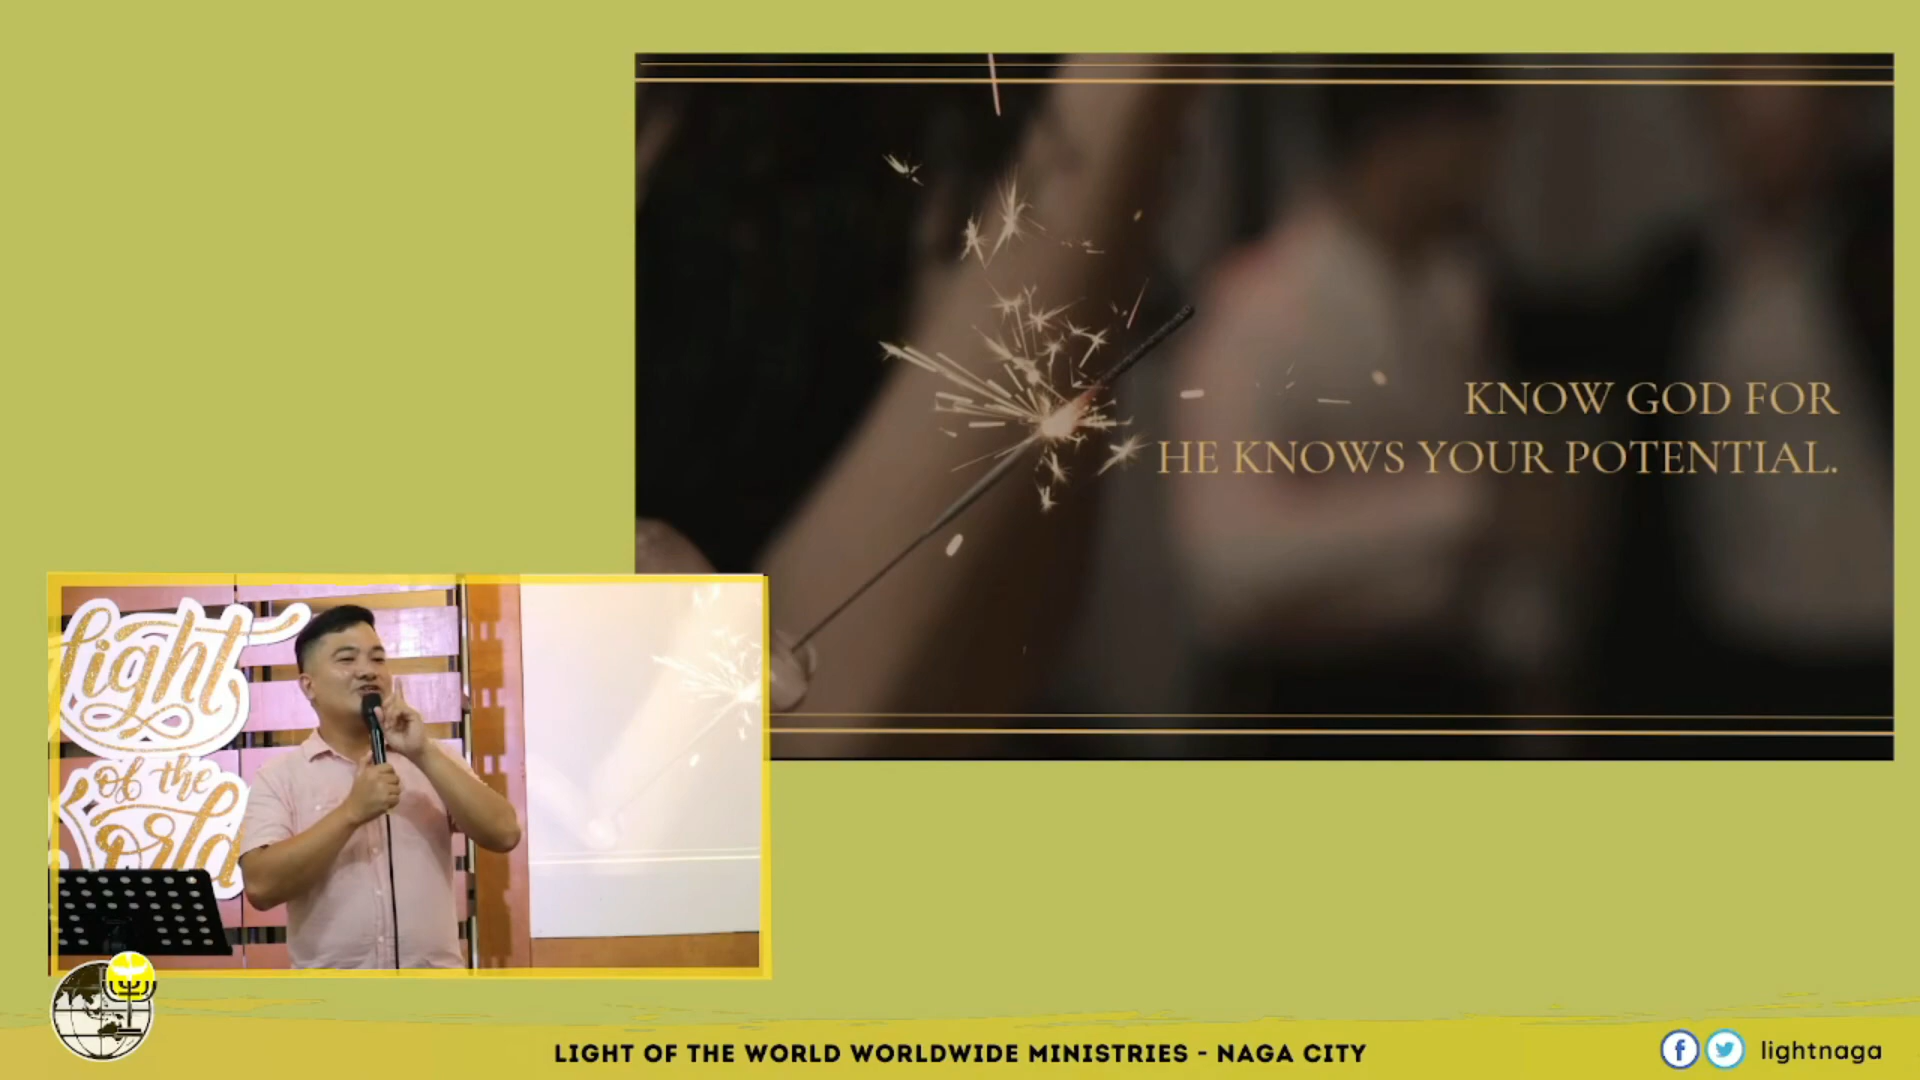 KNOW GOD FOR
HE KNOWS YOUR POTENTIAL.
light
of the
World
LIGHT OF THE WORLD WORLDWIDE MINISTRIES - NAGA CITY
lightnaga